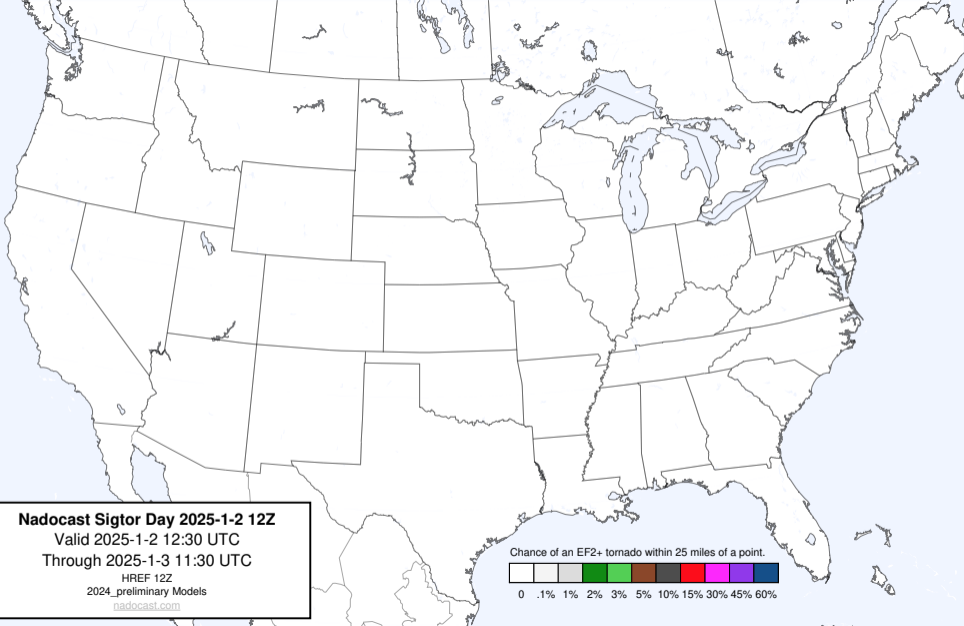 Nadocast Sigtor Day 2025-1-2 12Z
Valid 2025-1-2 12:30 UTC
Through 2025-1-3 11:30 UTC
HREF 12Z
2024_preliminary Models
nadocast.com
Chance of an EF2+ tornado within 25 miles of a point.
0 .1% 1% 2% 3% 5% 10% 15% 30% 45% 60%